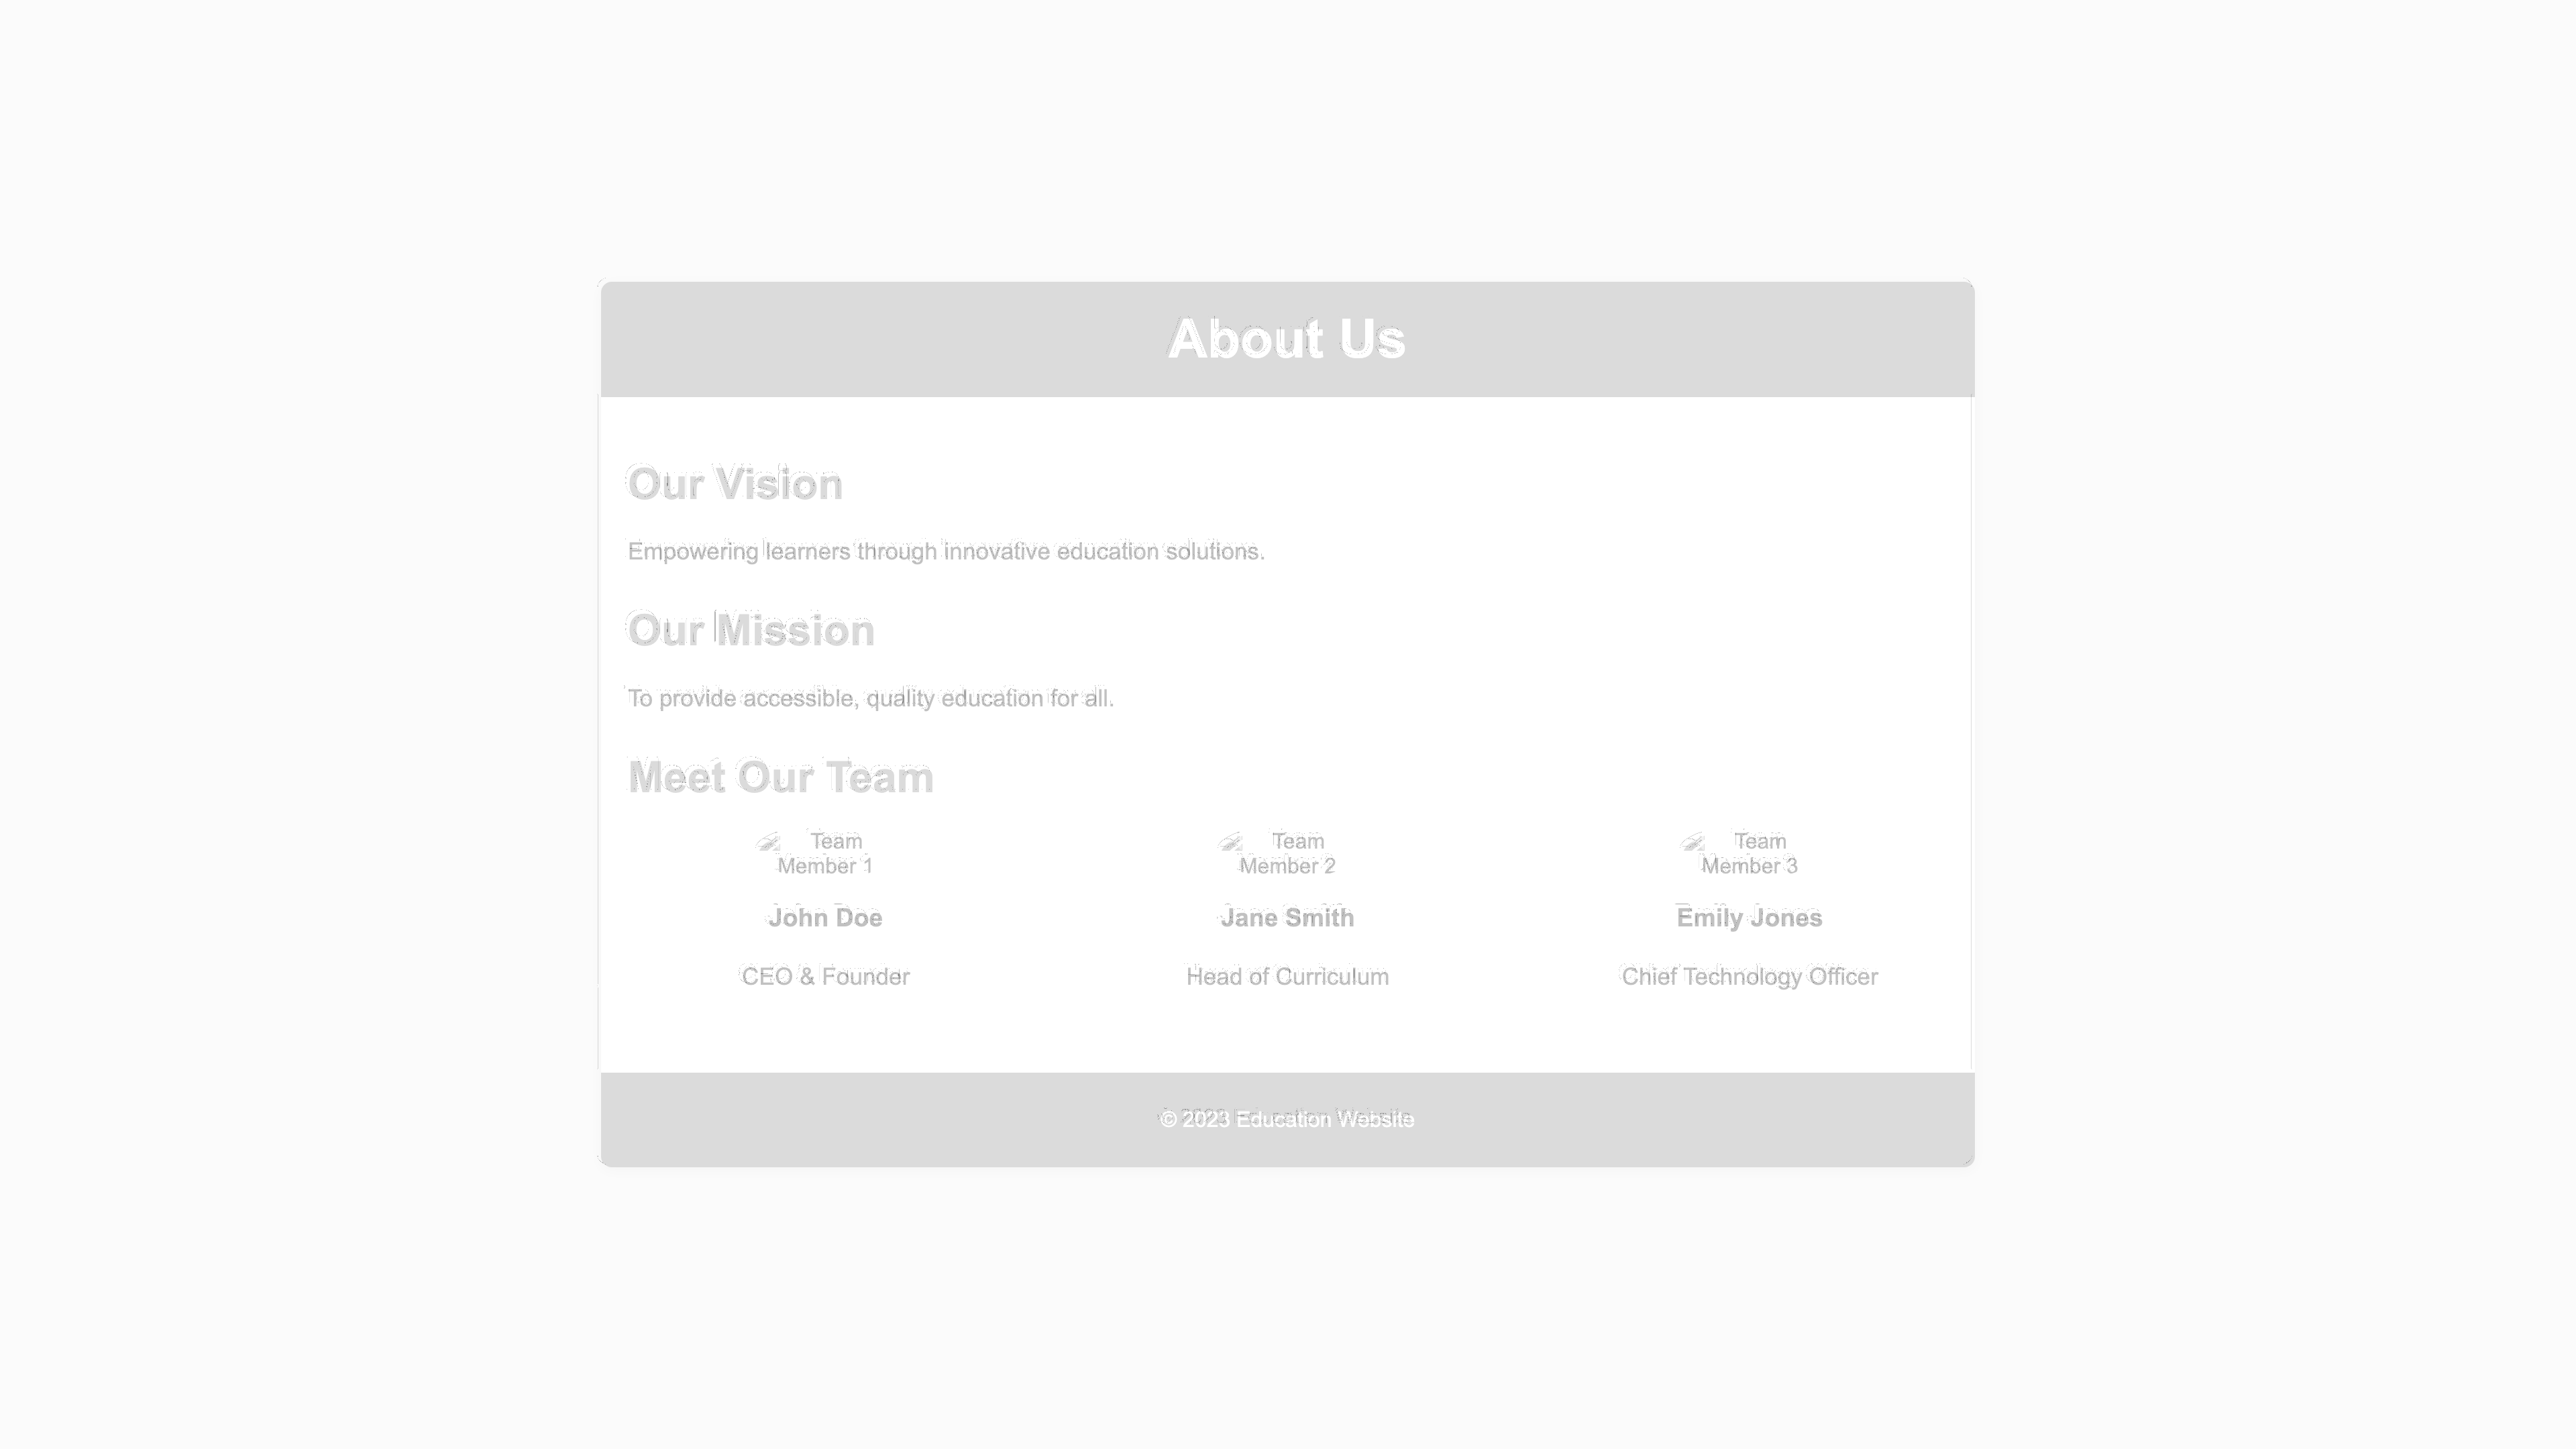 About Us
Our Vision
Empowering learners through innovative education solutions.
Our Mission
To provide accessible, quality education for all.
Meet Our Team
Team
Member 1
Team
Member 2
Team
Member 3
John Doe
Jane Smith
Emily Jones
CEO & Founder
Head of Curriculum
Chief Technology Officer
© 2023 Education Website